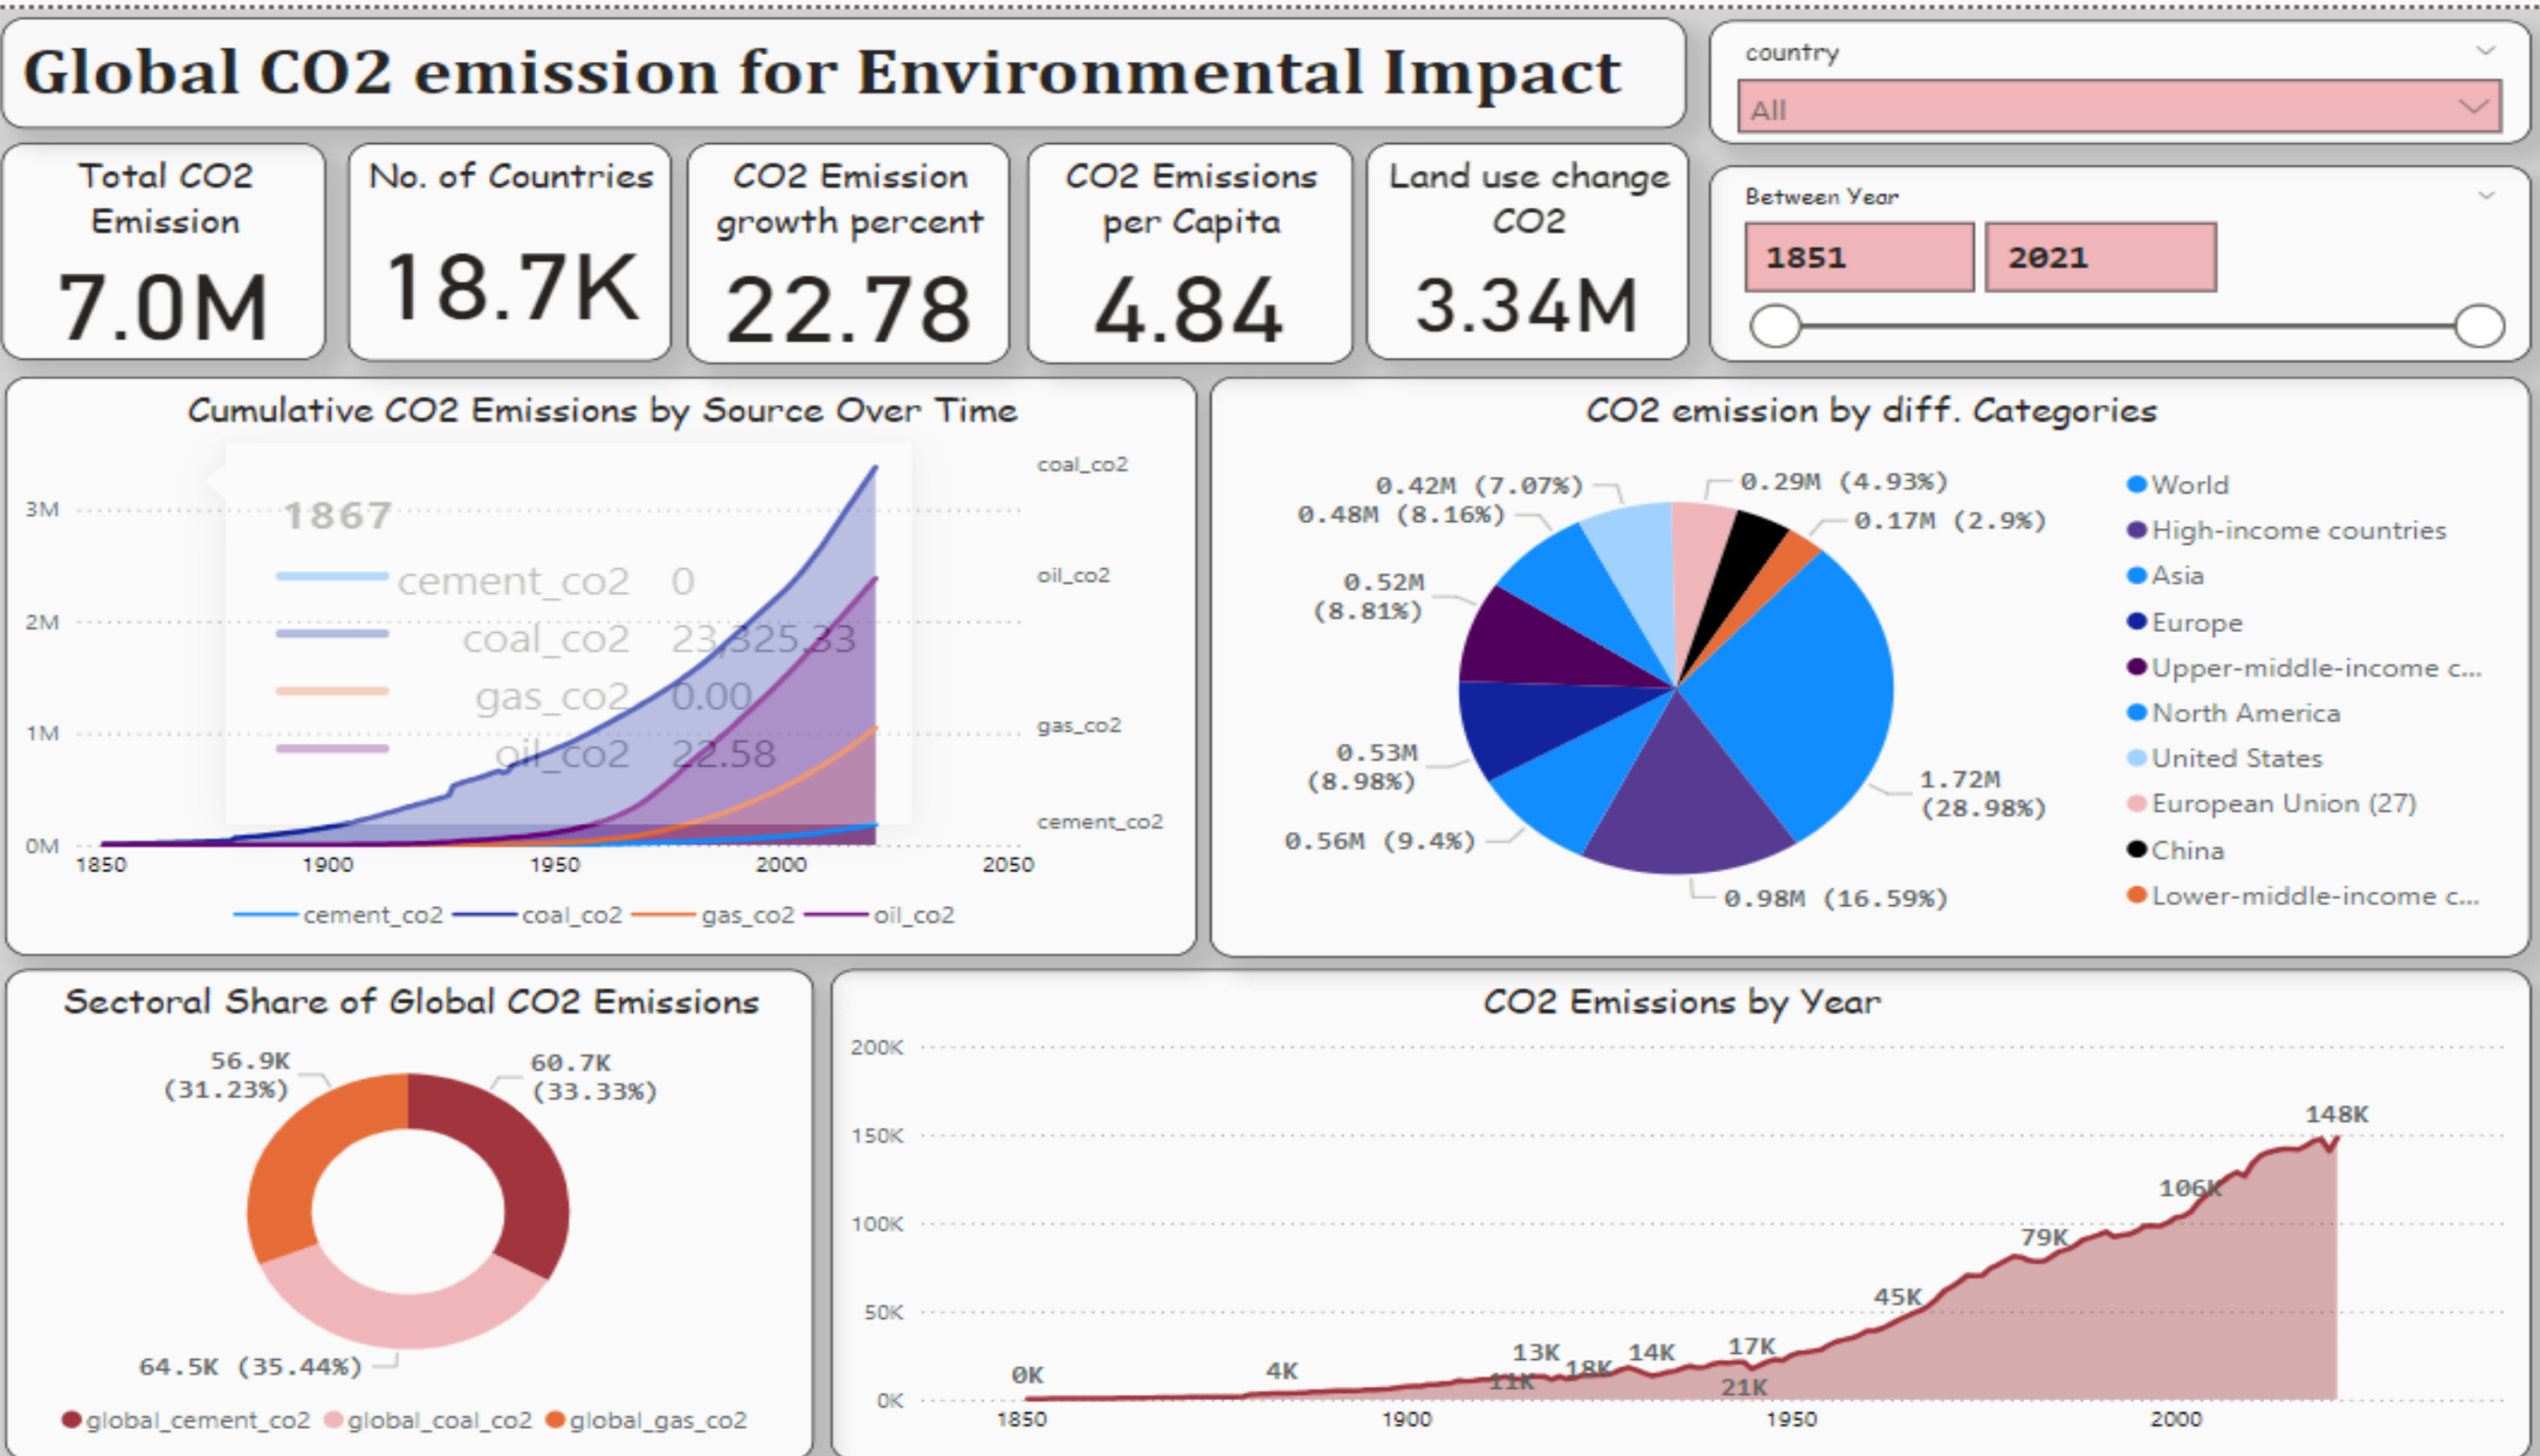 Global CO2 emission for Environmental Impact
country
All
Total CO2
Emission
7.0M
No. of Countries
18.7K
CO2 Emission
growth percent
22.78
CO2 Emissions
per Capita
4.84
Land use change
CO2
3.34M
Between Year
1851
2021
Cumulative CO2 Emissions by Source Over Time
3M
2M
1M
0M
1867
cement_co2 0
coal_co2 23,325.33
gas_co2 0.00
oil_co2 22.58
coal_co2
oil_co2
gas_co2
cement_co2
1850 1900 1950 2000 2050
cement_co2 coal_co2 gas_co2 oil_co2
CO2 emission by diff. Categories
0.42M (7.07%)
0.29M (4.93%)
0.48M (8.16%)
0.17M (2.9%)
0.52M
(8.81%)
0.53M
(8.98%)
1.72M
(28.98%)
0.56M (9.4%)
0.98M (16.59%)
World
High-income countries
Asia
Europe
Upper-middle-income c...
North America
United States
European Union (27)
China
Lower-middle-income c...
Sectoral Share of Global CO2 Emissions
56.9K
(31.23%)
60.7K
(33.33%)
64.5K (35.44%)
global_cement_co2 global_coal_co2 global_gas_co2
CO2 Emissions by Year
200K
150K
100K
50K
0K
0K
4K
11K
13K
18K
14K
21K
17K
45K
79K
106K
148K
1850 1900 1950 2000